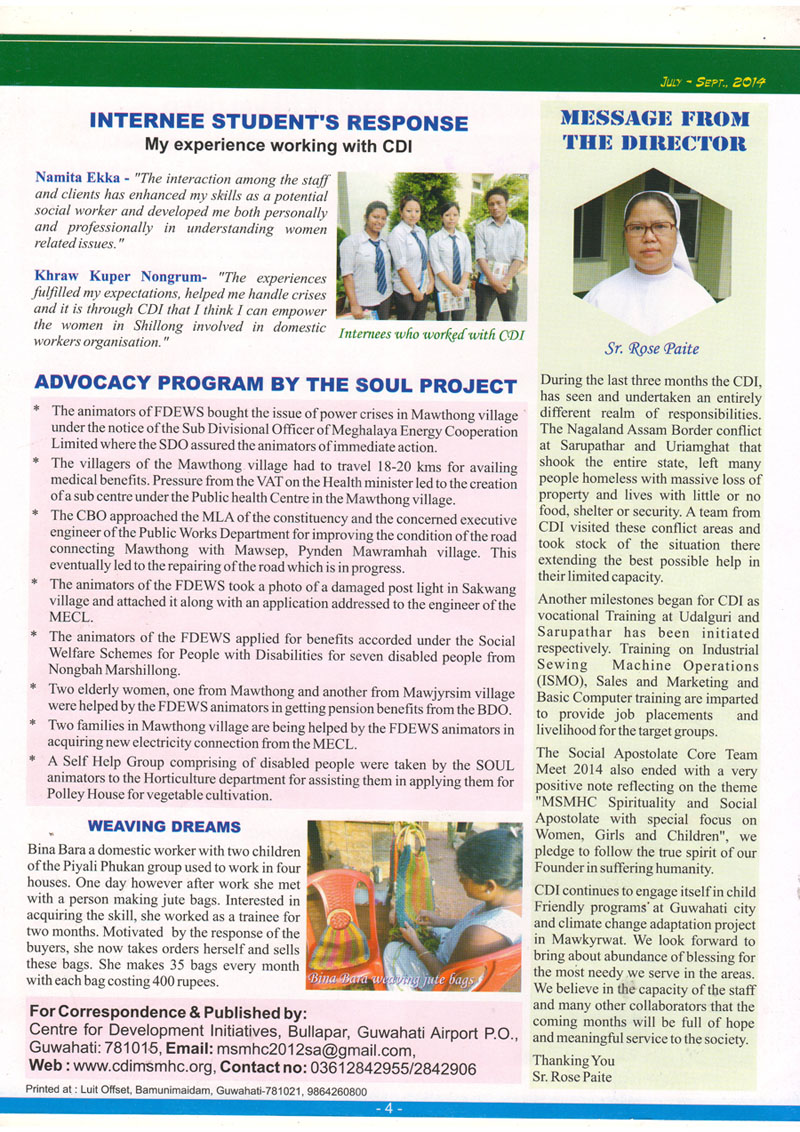 JULY - SEPT., 2014
INTERNEE STUDENT'S RESPONSE
My experience working with CDI
Namita Ekka - "The interaction among the staff
and clients has enhanced my skills as a potential
social worker and developed me both personally
and professionally in understanding women
related issues."
Khraw Kuper Nongrum- "The experiences
fulfilled my expectations, helped me handle crises
and it is through CDI that I think I can empower
the women in Shillong involved in domestic
workers organisation."
Internees who worked with CDI
ADVOCACY PROGRAM BY THE SOUL PROJECT
* The animators of FDEWS bought the issue of power crises in Mawthong village
under the notice of the Sub Divisional Officer of Meghalaya Energy Cooperation
Limited where the SDO assured the animators of immediate action.
* The villagers of the Mawthong village had to travel 18-20 kms for availing
medical benefits. Pressure from the VAT on the Health minister led to the creation
of a sub centre under the Public health Centre in the Mawthong village.
* The CBO approached the MLA of the constituency and the concerned executive
engineer of the Public Works Department for improving the condition of the road
connecting Mawthong with Mawsep, Pynden Mawramhah village. This
eventually led to the repairing of the road which is in progress.
* The animators of the FDEWS took a photo of a damaged post light in Sakwang
village and attached it along with an application addressed to the engineer of the
MECL.
* The animators of the FDEWS applied for benefits accorded under the Social
Welfare Schemes for People with Disabilities for seven disabled people from
Nongbah Marshillong.
* Two elderly women, one from Mawthong and another from Mawjyrsim village
were helped by the FDEWS animators in getting pension benefits from the BDO.
* Two families in Mawthong village are being helped by the FDEWS animators in
acquiring new electricity connection from the MECL.
* A Self Help Group comprising of disabled people were taken by the SOUL
animators to the Horticulture department for assisting them in applying them for
Polley House for vegetable cultivation.
WEAVING DREAMS
Bina Bara a domestic worker with two children
of the Piyali Phukan group used to work in four
houses. One day however after work she met
with a person making jute bags. Interested in
acquiring the skill, she worked as a trainee for
two months. Motivated by the response of the
buyers, she now takes orders herself and sells
these bags. She makes 35 bags every month
with each bag costing 400 rupees.
Bina Bara weaving jute bags
For Correspondence & Published by:
Centre for Development Initiatives, Bullapar, Guwahati Airport P.O.,
Guwahati: 781015, Email: msmhc2012sa@gmail.com,
Web : www.cdimsmhc.org, Contact no: 03612842955/2842906
Printed at : Luit Offset, Bamunimaidam, Guwahati-781021, 9864260800
MESSAGE FROM
THE DIRECTOR
Sr. Rose Paite
During the last three months the CDI,
has seen and undertaken an entirely
different realm of responsibilities.
The Nagaland Assam Border conflict
at Sarupathar and Uriamghat that
shook the entire state, left many
people homeless with massive loss of
property and lives with little or no
food, shelter or security. A team from
CDI visited these conflict areas and
took stock of the situation there
extending the best possible help in
their limited capacity.
Another milestones began for CDI as
vocational Training at Udalguri and
Sarupathar has been initiated
respectively. Training on Industrial
Sewing Machine Operations
(ISMO), Sales and Marketing and
Basic Computer training are imparted
to provide job placements and
livelihood for the target groups.
The Social Apostolate Core Team
Meet 2014 also ended with a very
positive note reflecting on the theme
"MSMHC Spirituality and Social
Apostolate with special focus on
Women, Girls and Children", we
pledge to follow the true spirit of our
Founder in suffering humanity.
CDI continues to engage itself in child
Friendly programs' at Guwahati city
and climate change adaptation project
in Mawkyrwat. We look forward to
bring about abundance of blessing for
the most needy we serve in the areas.
We believe in the capacity of the staff
and many other collaborators that the
coming months will be full of hope
and meaningful service to the society.
Thanking You
Sr. Rose Paite
- 4 -